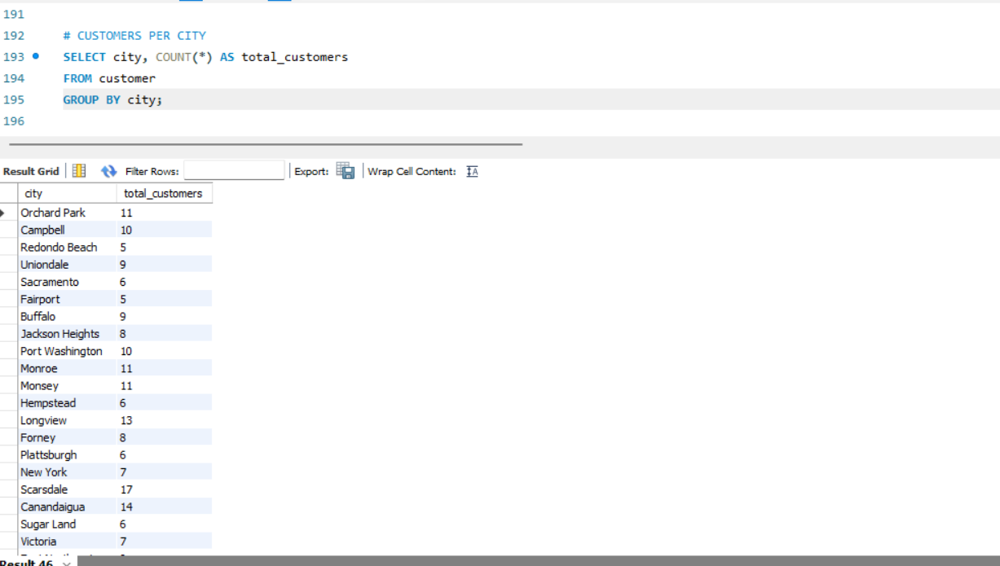 191
192 # CUSTOMERS PER CITY
193 SELECT city, COUNT(*) AS total_customers
194 FROM customer
195 GROUP BY city;
196
Result Grid Filter Rows: Export: Wrap Cell Content:
city total_customers
Orchard Park 11
Campbell 10
Redondo Beach 5
Uniondale 9
Sacramento 6
Fairport 5
Buffalo 9
Jackson Heights 8
Port Washington 10
Monroe 11
Monsey 11
Hempstead 6
Longview 13
Forney 8
Plattsburgh 6
New York 7
Scarsdale 17
Canandaigua 14
Sugar Land 6
Victoria 7
Result 46